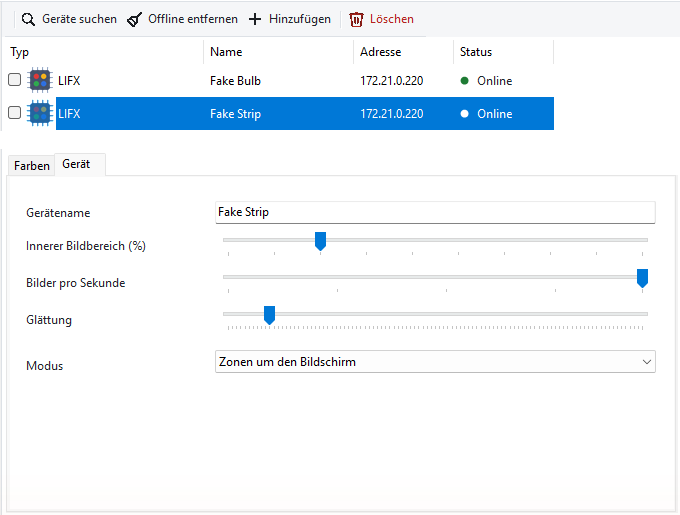 Geräte suchen Offline entfernen Hinzufügen Löschen
Typ Name Adresse Status
LIFX Fake Bulb 172.21.0.220 Online
LIFX Fake Strip 172.21.0.220 Online
Farben Gerät
Gerätename Fake Strip
Innerer Bildbereich (%)
Bilder pro Sekunde
Glättung
Modus Zonen um den Bildschirm